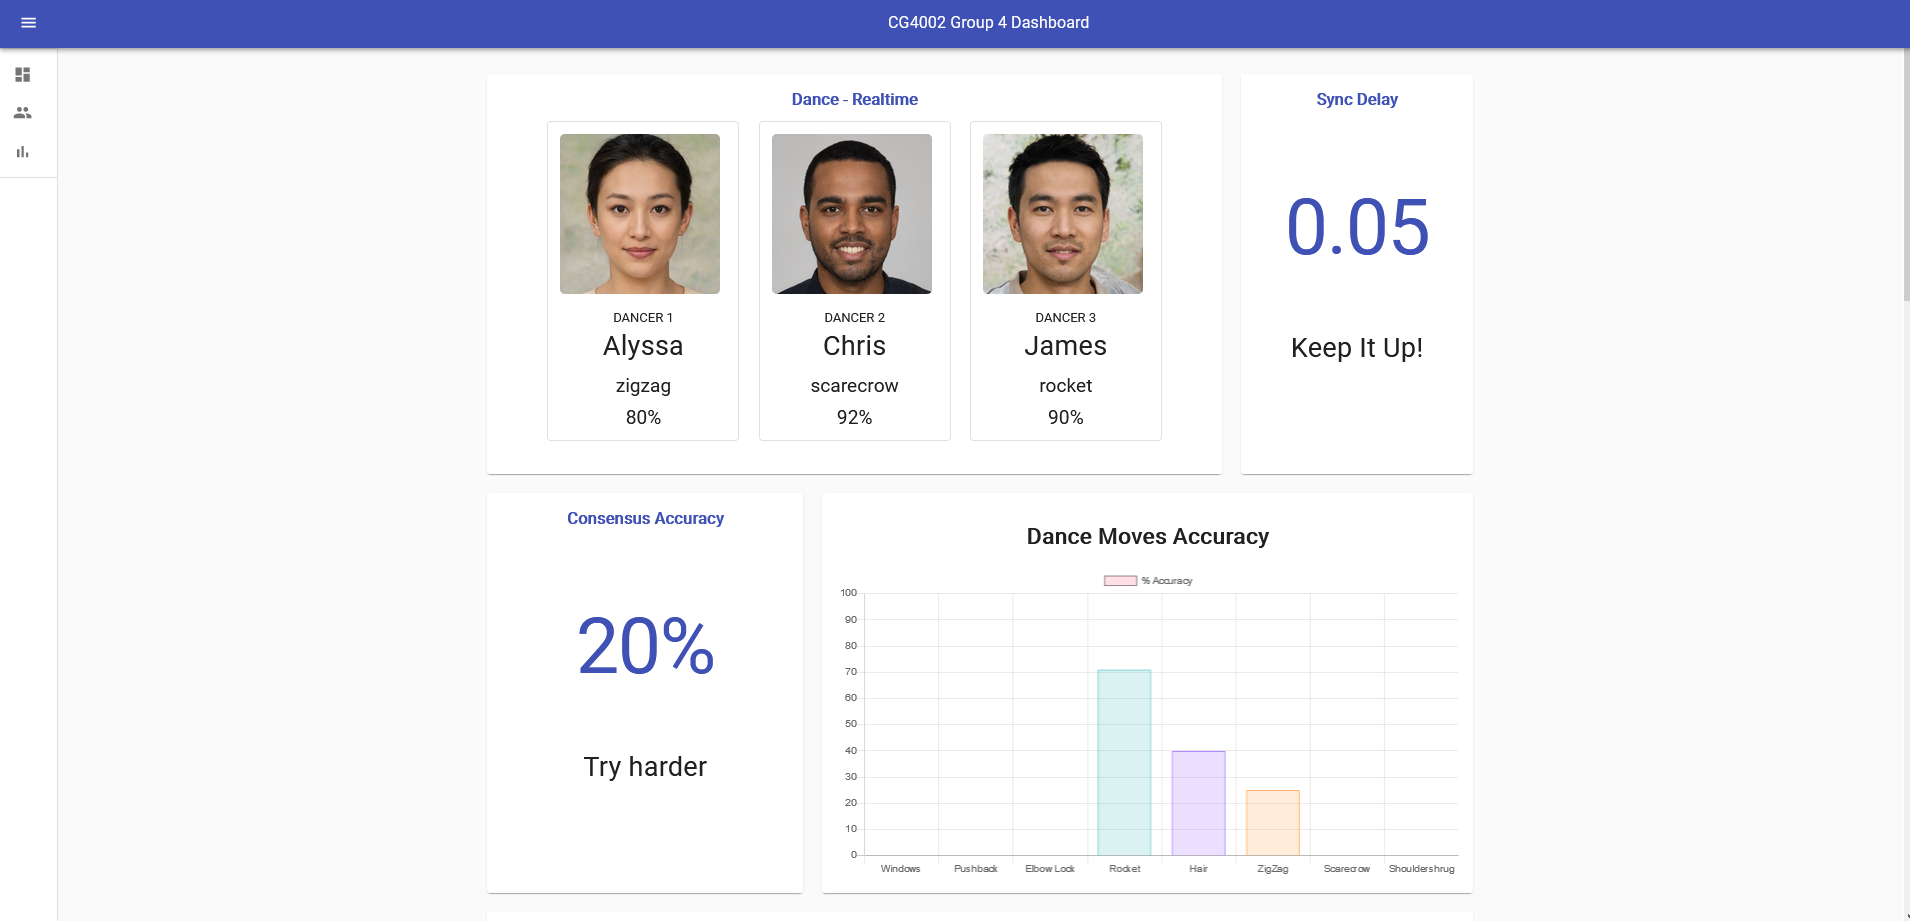 CG4002 Group 4 Dashboard
Dance - Realtime
DANCER 1
Alyssa
zigzag
80%
DANCER 2
Chris
scarecrow
92%
DANCER 3
James
rocket
90%
Sync Delay
0.05
Keep It Up!
Consensus Accuracy
20%
Try harder
Dance Moves Accuracy
% Accuracy
100
90
80
70
60
50
40
30
20
10
0
Windows Pushback Elbow Lock Rocket Hair ZigZag Scarecrow Shouldershrug